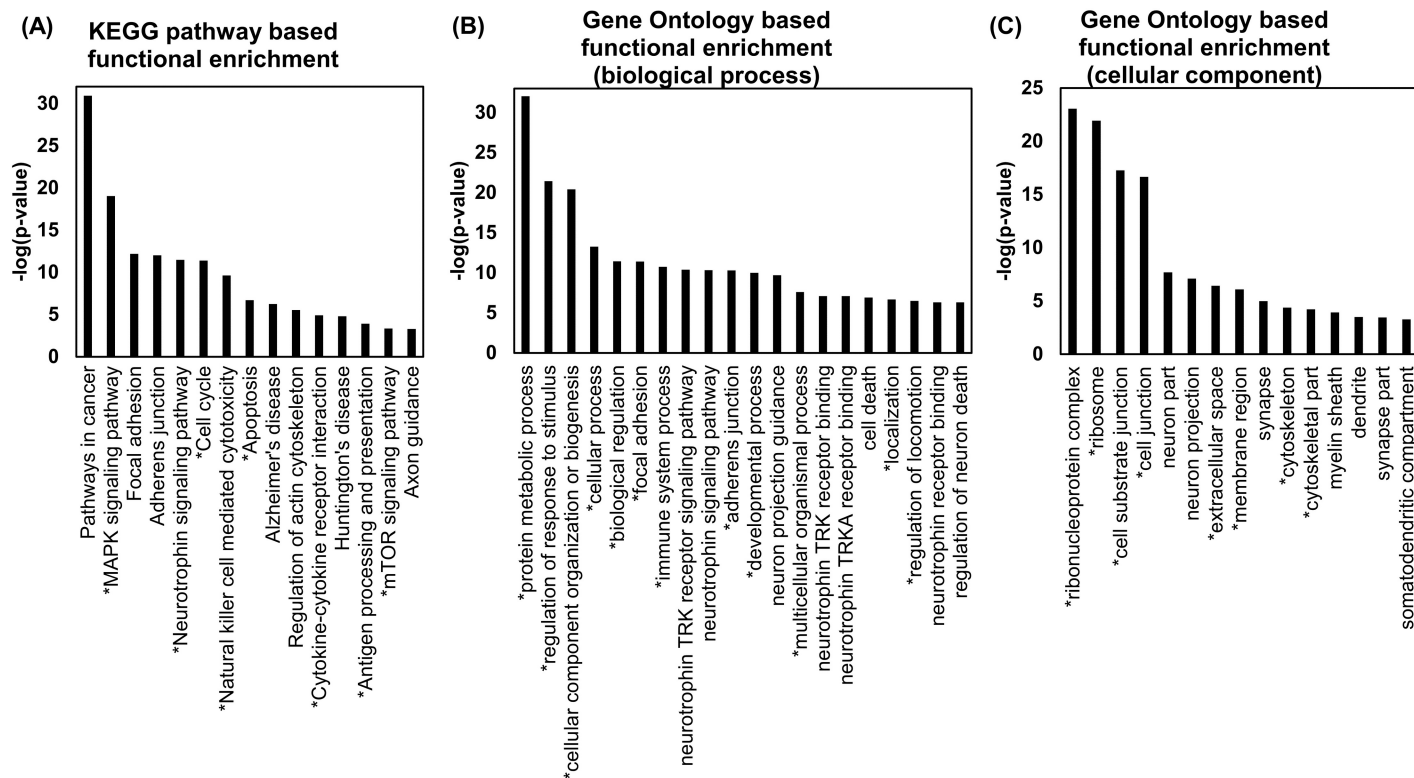 (A)
KEGG pathway based
functional enrichment
-log(p-value)
30
25
20
15
10
5
0
Pathways in cancer
*MAPK signaling pathway
Focal adhesion
Adherens junction
*Neurotrophin signaling pathway
*Cell cycle
*Natural killer cell mediated cytotoxicity
*Apoptosis
Alzheimer's disease
Regulation of actin cytoskeleton
*Cytokine-cytokine receptor interaction
Huntington's disease
*Antigen processing and presentation
*mTOR signaling pathway
Axon guidance
(B)
Gene Ontology based
functional enrichment
(biological process)
-log(p-value)
30
25
20
15
10
5
0
*protein metabolic process
*regulation of response to stimulus
*cellular component organization or biogenesis
*cellular process
*biological regulation
*focal adhesion
*immune system process
neurotrophin TRK receptor signaling pathway
neurotrophin signaling pathway
*adherens junction
*developmental process
neuron projection guidance
*multicellular organismal process
neurotrophin TRK receptor binding
neurotrophin TRKA receptor binding
cell death
*localization
*regulation of locomotion
neurotrophin receptor binding
regulation of neuron death
(C)
Gene Ontology based
functional enrichment
(cellular component)
-log(p-value)
25
20
15
10
5
0
*ribonucleoprotein complex
*ribosome
*cell substrate junction
*cell junction
neuron part
neuron projection
*extracellular space
*membrane region
synapse
*cytoskeleton
*cytoskeletal part
myelin sheath
dendrite
synapse part
somatodendritic compartment